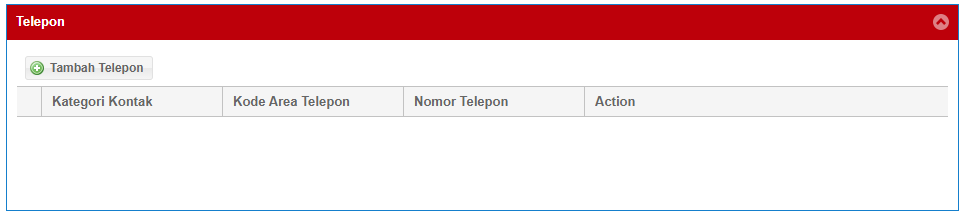 Telepon
Tambah Telepon
Kategori Kontak Kode Area Telepon Nomor Telepon Action